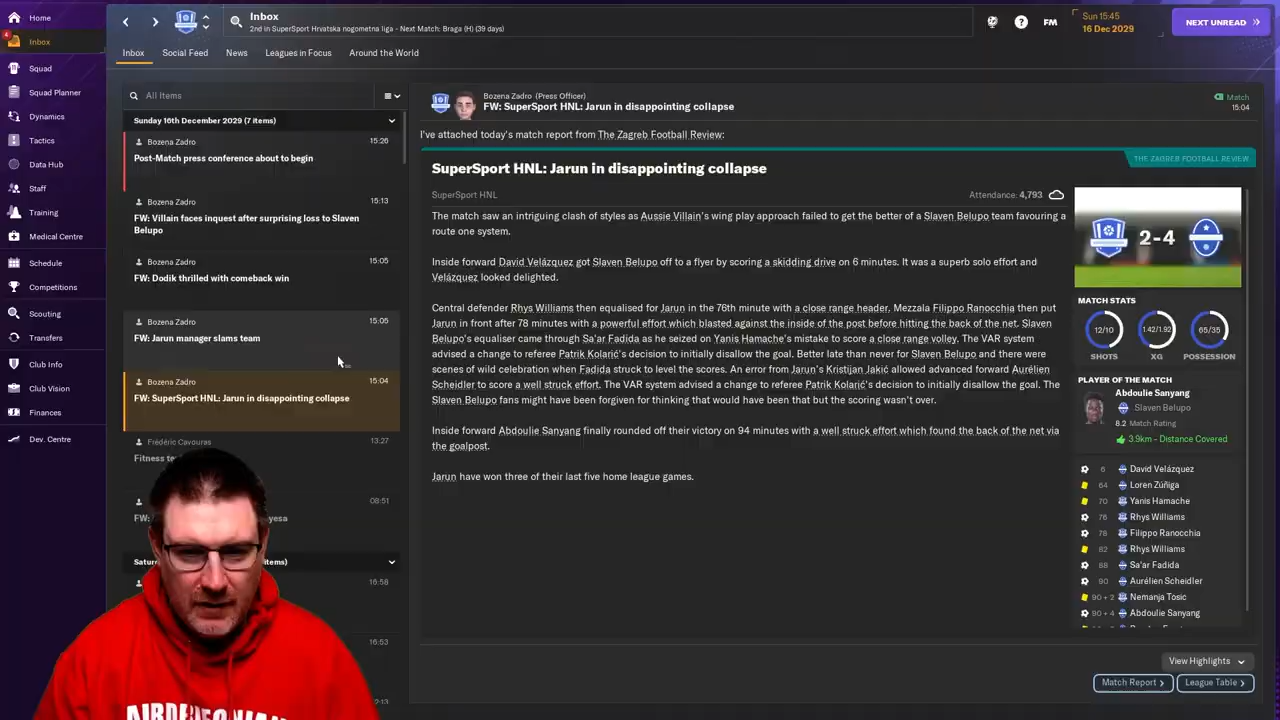 Home
4
Inbox
Squad
Squad Planner
Dynamics
Tactics
Data Hub
Staff
Training
Medical Centre
Schedule
Competitions
Scouting
Transfers
Club Info
Club Vision
Finances
Dev. Centre
Inbox
2nd in SuperSport Hrvatska nogometna liga - Next Match: Braga (H) (39 days)
FM
Sun 15:45
16 Dec 2029
NEXT UNREAD
Inbox
Social Feed
News
Leagues in Focus
Around the World
All Items
Sunday 16th December 2029 (7 items)
Bozena Zadro
15:26
Post-Match press conference about to begin
Bozena Zadro
15:13
FW: Villain faces inquest after surprising loss to Slaven
Belupo
Bozena Zadro
15:05
FW: Dodik thrilled with comeback win
Bozena Zadro
15:05
FW: Jarun manager slams team
Bozena Zadro
15:04
FW: SuperSport HNL: Jarun in disappointing collapse
Frédéric Cavouras
13:27
Fitness te
08:51
FW:
yesa
Satur
items)
16:58
16:53
Bozena Zadro (Press Officer)
FW: SuperSport HNL: Jarun in disappointing collapse
Match
15:04
I've attached today's match report from The Zagreb Football Review:
THE ZAGREB FOOTBALL REVIEW
SuperSport HNL: Jarun in disappointing collapse
SuperSport HNL
Attendance: 4,793
The match saw an intriguing clash of styles as Aussie Villain's wing play approach failed to get the better of a Slaven Belupo team favouring a
route one system.
Inside forward David Velázquez got Slaven Belupo off to a flyer by scoring a skidding drive on 6 minutes. It was a superb solo effort and
Velázquez looked delighted.
Central defender Rhys Williams then equalised for Jarun in the 76th minute with a close range header. Mezzala Filippo Ranocchia then put
Jarun in front after 78 minutes with a powerful effort which blasted against the inside of the post before hitting the back of the net. Slaven
Belupo's equaliser came through Sa'ar Fadida as he seized on Yanis Hamache's mistake to score a close range volley. The VAR system
advised a change to referee Patrik Kolarić's decision to initially disallow the goal. Better late than never for Slaven Belupo and there were
scenes of wild celebration when Fadida struck to level the scores. An error from Jarun's Kristijan Jakić allowed advanced forward Aurélien
Scheidler to score a well struck effort. The VAR system advised a change to referee Patrik Kolarić's decision to initially disallow the goal. The
Slaven Belupo fans might have been forgiven for thinking that would have been that but the scoring wasn't over.
Inside forward Abdoulie Sanyang finally rounded off their victory on 94 minutes with a well struck effort which found the back of the net via
the goalpost.
Jarun have won three of their last five home league games.
2-4
MATCH STATS
12/10
1.42/1.92
65/35
SHOTS
XG
POSSESSION
PLAYER OF THE MATCH
Abdoulie Sanyang
Slaven Belupo
8.2 Match Rating
3.9km - Distance Covered
6 David Velázquez
64 Loren Zúñiga
70 Yanis Hamache
76 Rhys Williams
78 Filippo Ranocchia
82 Rhys Williams
88 Sa'ar Fadida
90 Aurélien Scheidler
90 + 2 Nemanja Tosic
90 + 4 Abdoulie Sanyang
View Highlights
Match Report
League Table
AIRDRIEONIANS